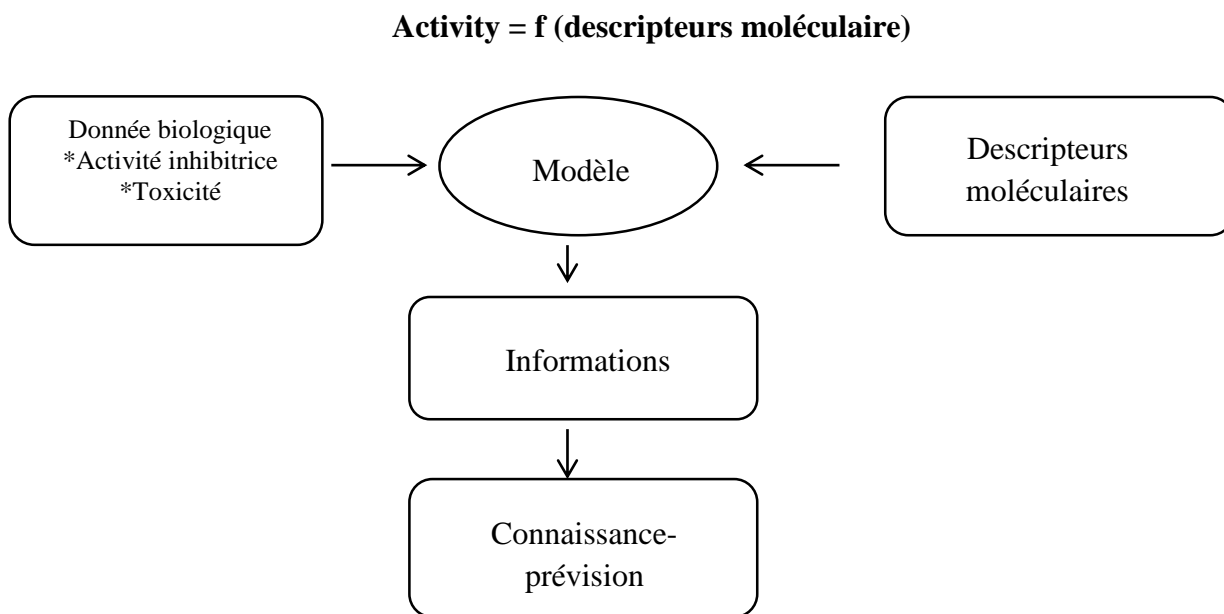 Activity = f (descripteurs moléculaire)
Donnée biologique
*Activité inhibitrice
*Toxicité
Modèle
Descripteurs
moléculaires
Informations
Connaissance-
prévision